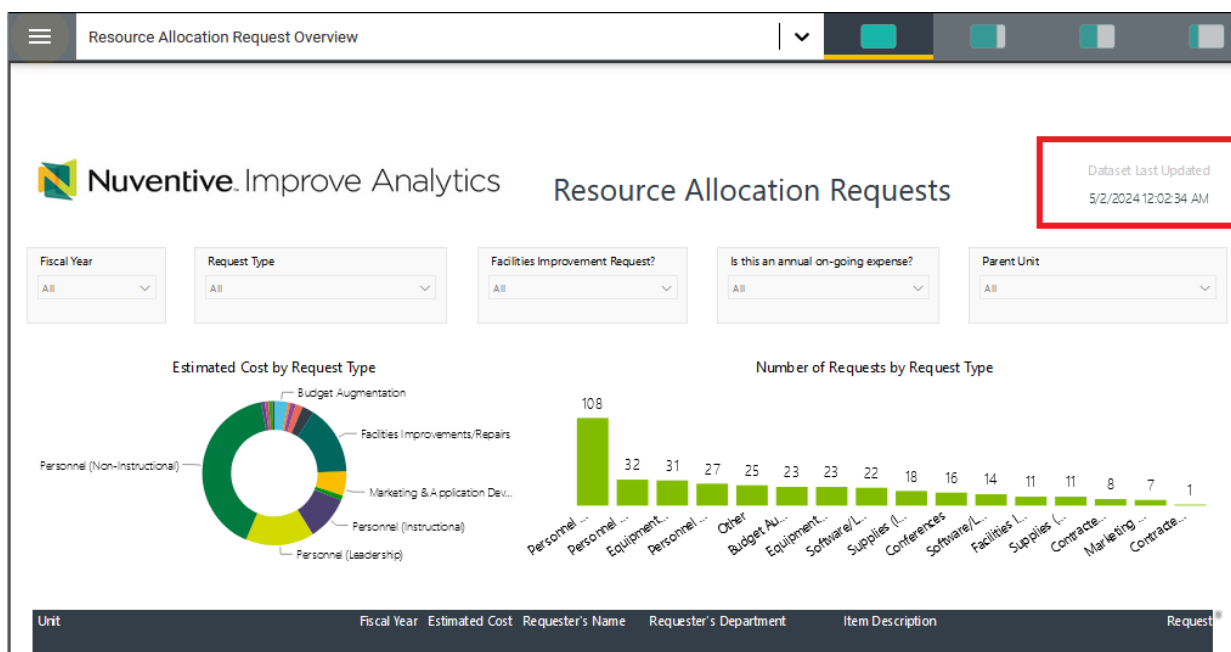 Resource Allocation Request Overview
Nuventive. Improve Analytics
Resource Allocation Requests
Dataset Last Updated
5/2/2024 12:02:34 AM
Fiscal Year
All
Request Type
All
Facilities Improvement Request?
All
Is this an annual on-going expense?
All
Parent Unit
All
Estimated Cost by Request Type
Budget Augmentation
Facilities Improvements/Repairs
Marketing & Application Dev...
Personnel (Instructional)
Personnel (Leadership)
Personnel (Non-Instructional)
Number of Requests by Request Type
108
32
31
27
25
23
23
22
18
16
14
11
11
8
7
1
Personnel ...
Personnel ...
Equipment...
Personnel ...
Other
Budget Au...
Equipment...
Software/L...
Supplies (I...
Conferences
Software/L...
Facilities I...
Supplies (...
Contracte...
Marketing ...
Contracte...
Unit Fiscal Year Estimated Cost Requester's Name Requester's Department Item Description Request